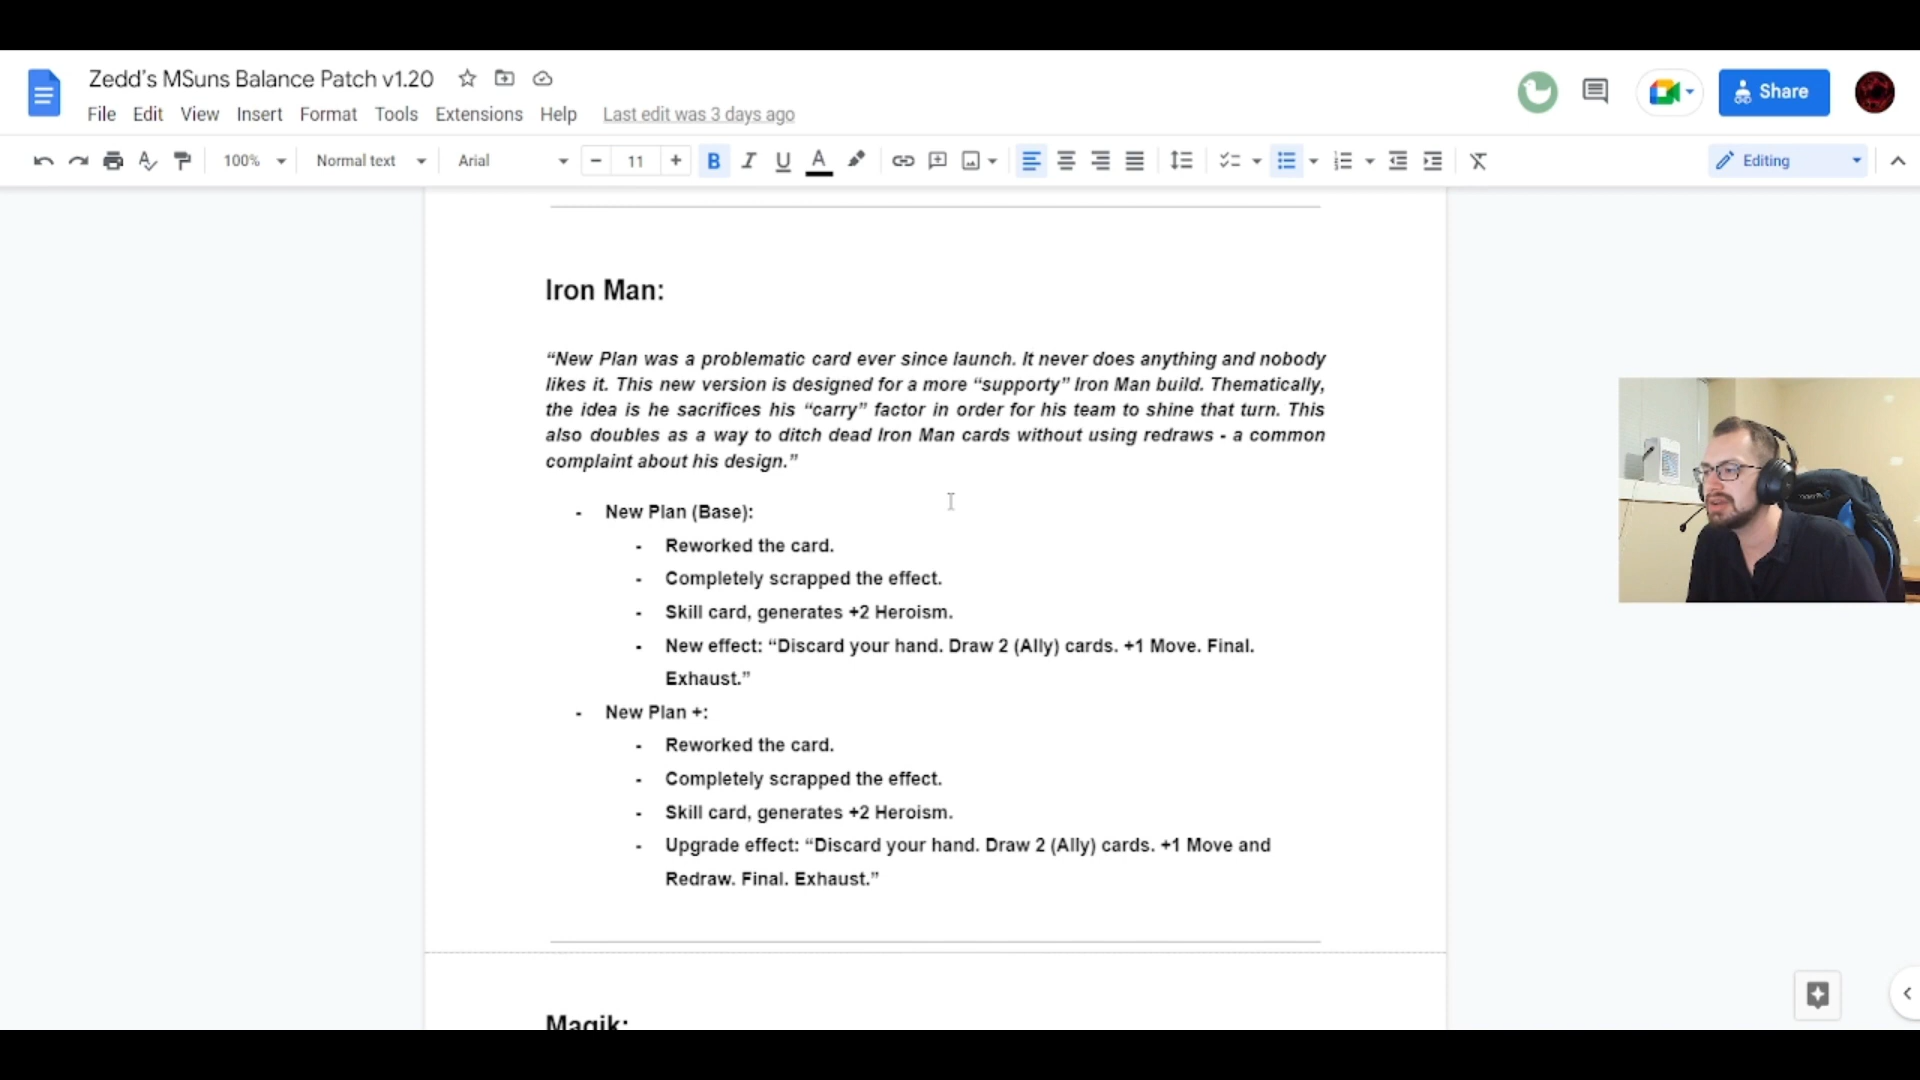 Zedd's MSuns Balance Patch v1.20
File Edit View Insert Format Tools Extensions Help Last edit was 3 days ago
Share
100% Normal text Arial 11 Editing
Iron Man:
“New Plan was a problematic card ever since launch. It never does anything and nobody
likes it. This new version is designed for a more “supporty” Iron Man build. Thematically,
the idea is he sacrifices his “carry” factor in order for his team to shine that turn. This
also doubles as a way to ditch dead Iron Man cards without using redraws - a common
complaint about his design.”
- New Plan (Base):
- Reworked the card.
- Completely scrapped the effect.
- Skill card, generates +2 Heroism.
- New effect: “Discard your hand. Draw 2 (Ally) cards. +1 Move. Final.
Exhaust.”
- New Plan +:
- Reworked the card.
- Completely scrapped the effect.
- Skill card, generates +2 Heroism.
- Upgrade effect: “Discard your hand. Draw 2 (Ally) cards. +1 Move and
Redraw. Final. Exhaust.”
Magik: